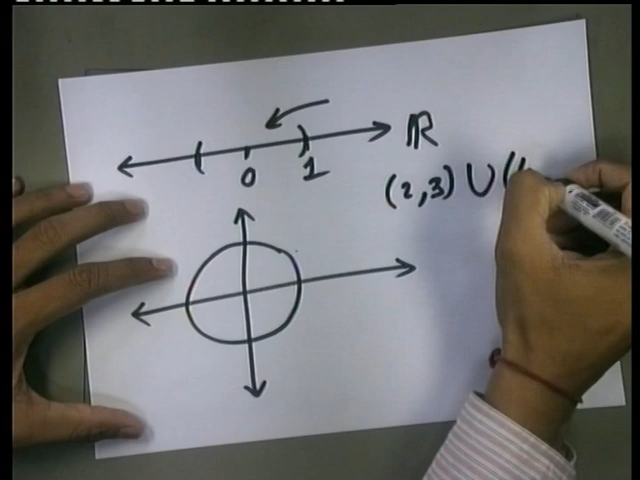 ℝ
( 0 )
1
(2,3) ∪ (